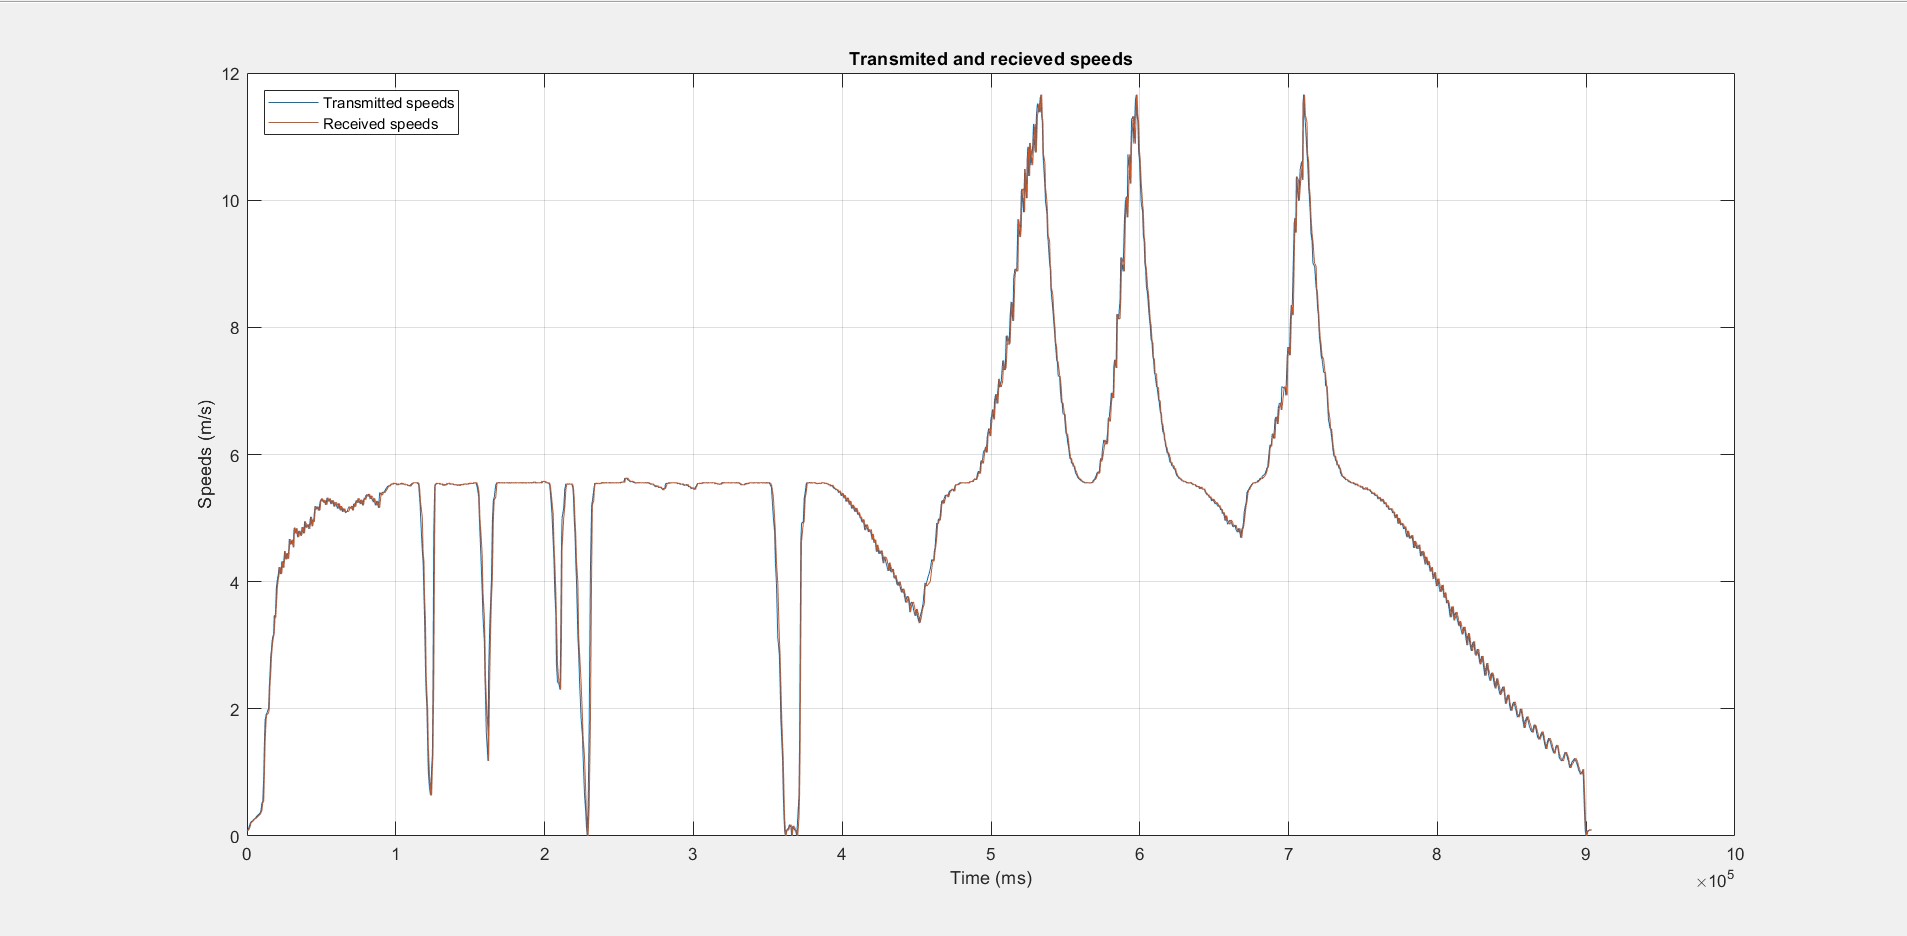 Transmited and recieved speeds
Transmitted speeds
Received speeds
12
10
8
6
4
2
0
Speeds (m/s)
0 1 2 3 4 5 6 7 8 9 10
Time (ms)
×10^5